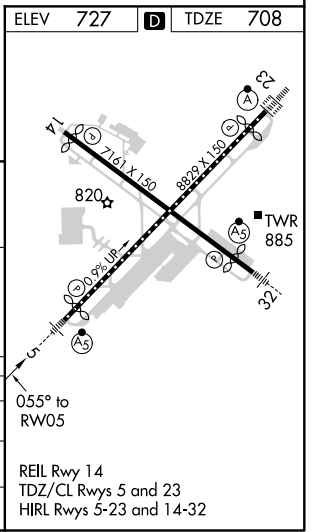 ELEV 727 D TDZE 708
23
A
14
P
P
7161 X 150
8829 X 150
820
TWR
885
A5
P
0.9% UP
P
32
A5
5
055° to
RW05
REIL Rwy 14
TDZ/CL Rwys 5 and 23
HIRL Rwys 5-23 and 14-32